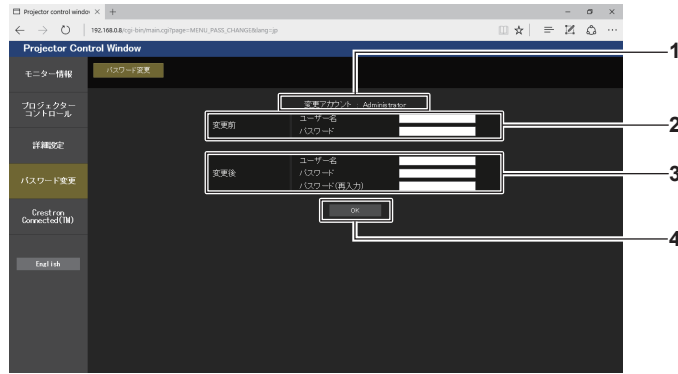 Projector control window
192.168.0.8/cgi-bin/main.cgi?page=MENU_PASS_CHANGE&lang=jp
Projector Control Window
モニター情報
パスワード変更
プロジェクター
コントロール
詳細設定
パスワード変更
Crestron
Connected(TM)
English
変更アカウント : Administrator
変更前
ユーザー名
パスワード
変更後
ユーザー名
パスワード
パスワード(再入力)
OK
1
2
3
4